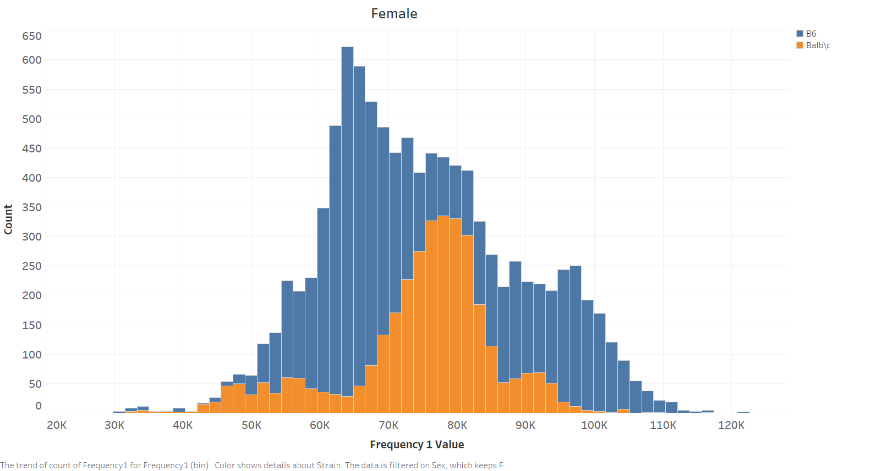 Female
B6
Balb\c
650
600
550
500
450
400
350
300
250
200
150
100
50
0
Count
20K 30K 40K 50K 60K 70K 80K 90K 100K 110K 120K
Frequency 1 Value
The trend of count of Frequency1 for Frequency1 (bin). Color shows details about Strain. The data is filtered on Sex, which keeps F.